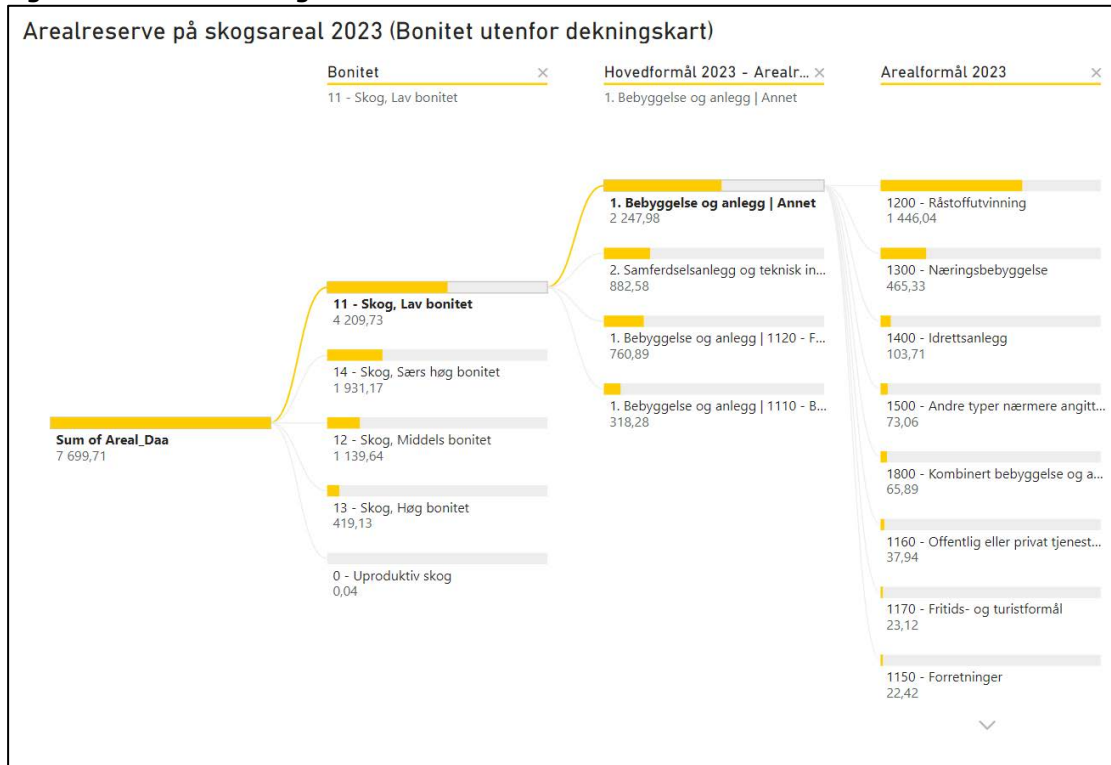 Arealreserve på skogsareal 2023 (Bonitet utenfor dekningskart)
Bonitet
11 - Skog, Lav bonitet
Hovedformål 2023 - Arealr...
1. Bebyggelse og anlegg | Annet
Arealformål 2023
Sum of Areal_Daa
7 699,71
11 - Skog, Lav bonitet
4 209,73
14 - Skog, Særs høg bonitet
1 931,17
12 - Skog, Middels bonitet
1 139,64
13 - Skog, Høg bonitet
419,13
0 - Uproduktiv skog
0,04
1. Bebyggelse og anlegg | Annet
2 247,98
2. Samferdselsanlegg og teknisk in...
882,58
1. Bebyggelse og anlegg | 1120 - F...
760,89
1. Bebyggelse og anlegg | 1110 - B...
318,28
1200 - Råstoffutvinning
1 446,04
1300 - Næringsbebyggelse
465,33
1400 - Idrettsanlegg
103,71
1500 - Andre typer nærmere angitt...
73,06
1800 - Kombinert bebyggelse og a...
65,89
1160 - Offentlig eller privat tjenest...
37,94
1170 - Fritids- og turistformål
23,12
1150 - Forretninger
22,42